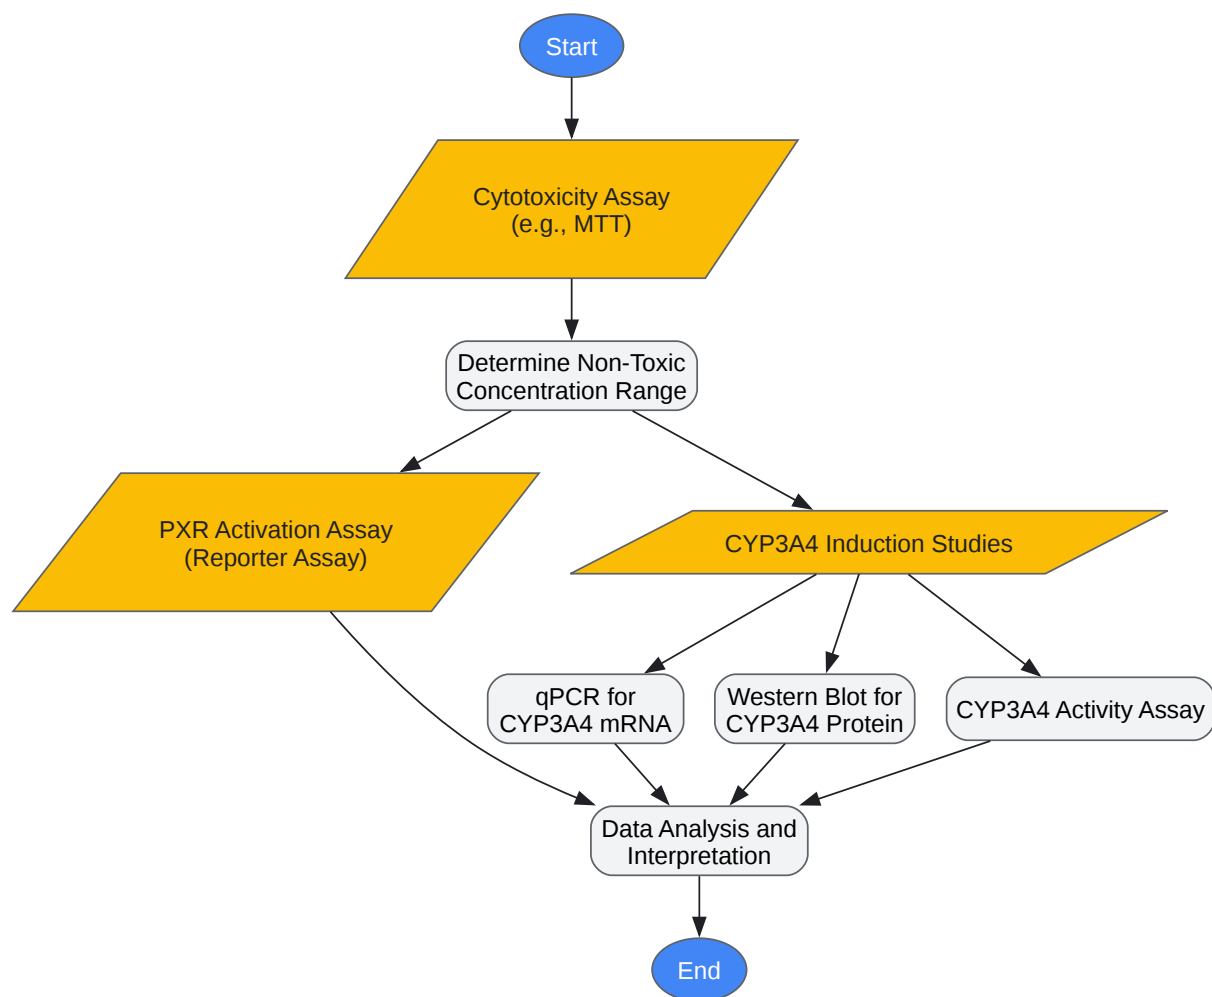 Start
Cytotoxicity Assay
(e.g., MTT)
Determine Non-Toxic
Concentration Range
PXR Activation Assay
(Reporter Assay)
CYP3A4 Induction Studies
qPCR for
CYP3A4 mRNA
Western Blot for
CYP3A4 Protein
CYP3A4 Activity Assay
Data Analysis and
Interpretation
End